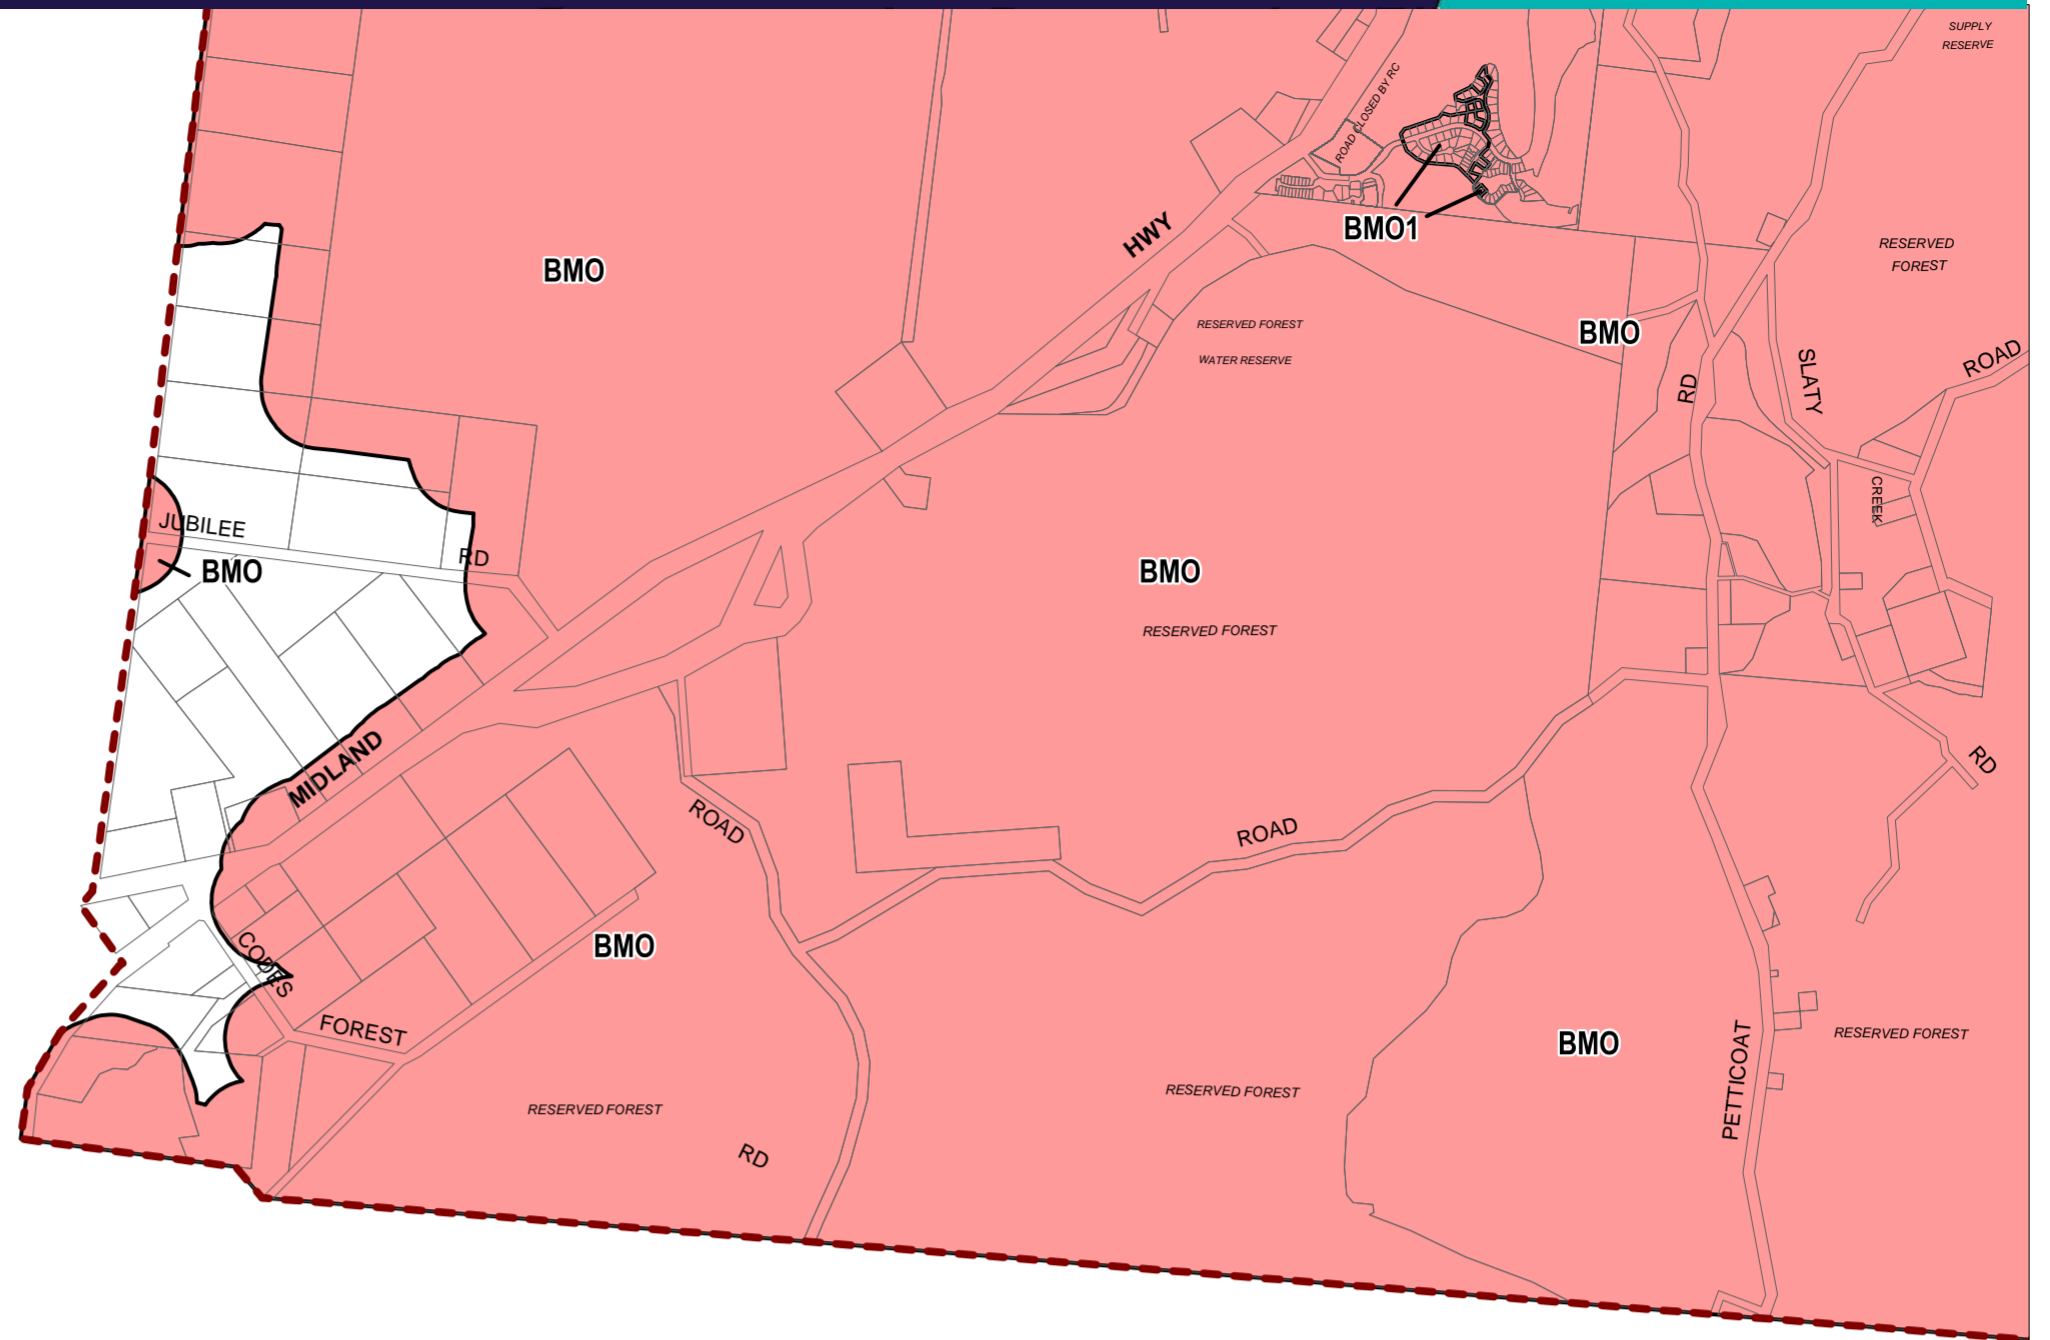 SUPPLY
RESERVE
ROAD CLOSED BY RC
BMO1
HWY
RESERVED
FOREST
BMO
RESERVED FOREST
WATER RESERVE
BMO
ROAD
SLATY
RD
CREEK
JUBILEE
RD
BMO
BMO
RESERVED FOREST
MIDLAND
ROAD
ROAD
RD
CODES
BMO
FOREST
BMO
PETTICOAT
RESERVED FOREST
RESERVED FOREST
RESERVED FOREST
RD